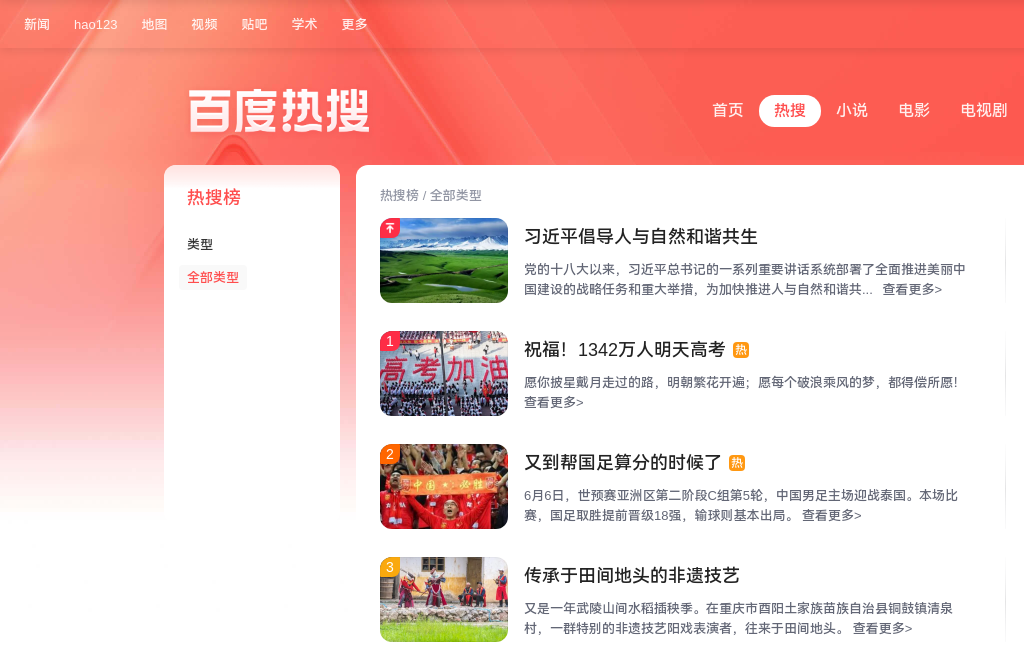 新闻 hao123 地图 视频 贴吧 学术 更多
百度热搜
首页 热搜 小说 电影 电视剧
热搜榜
类型
全部类型
热搜榜 / 全部类型
习近平倡导人与自然和谐共生
党的十八大以来，习近平总书记的一系列重要讲话系统部署了全面推进美丽中
国建设的战略任务和重大举措，为加快推进人与自然和谐共... 查看更多>
1
高考加油
祝福！1342万人明天高考 热
愿你披星戴月走过的路，明朝繁花开遍；愿每个破浪乘风的梦，都得偿所愿！
查看更多>
2
中国 必胜
又到帮国足算分的时候了 热
6月6日，世预赛亚洲区第二阶段C组第5轮，中国男足主场迎战泰国。本场比
赛，国足取胜提前晋级18强，输球则基本出局。 查看更多>
3
传承于田间地头的非遗技艺
又是一年武陵山间水稻插秧季。在重庆市酉阳土家族苗族自治县铜鼓镇清泉
村，一群特别的非遗技艺阳戏表演者，往来于田间地头。 查看更多>